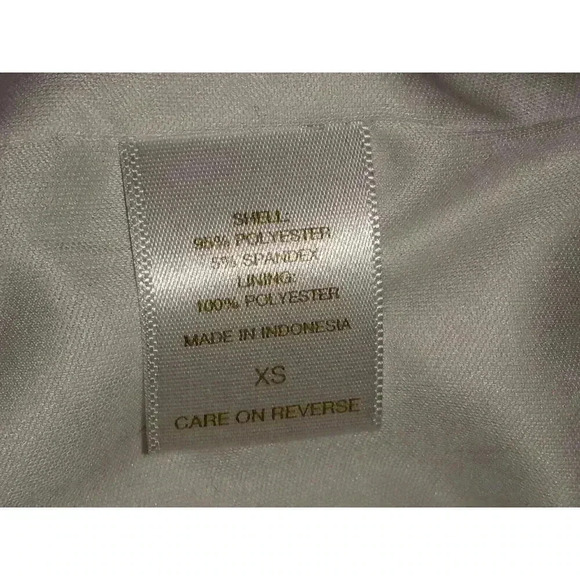 SHELL:
95% POLYESTER
5% SPANDEX
LINING:
100% POLYESTER
MADE IN INDONESIA
XS
CARE ON REVERSE